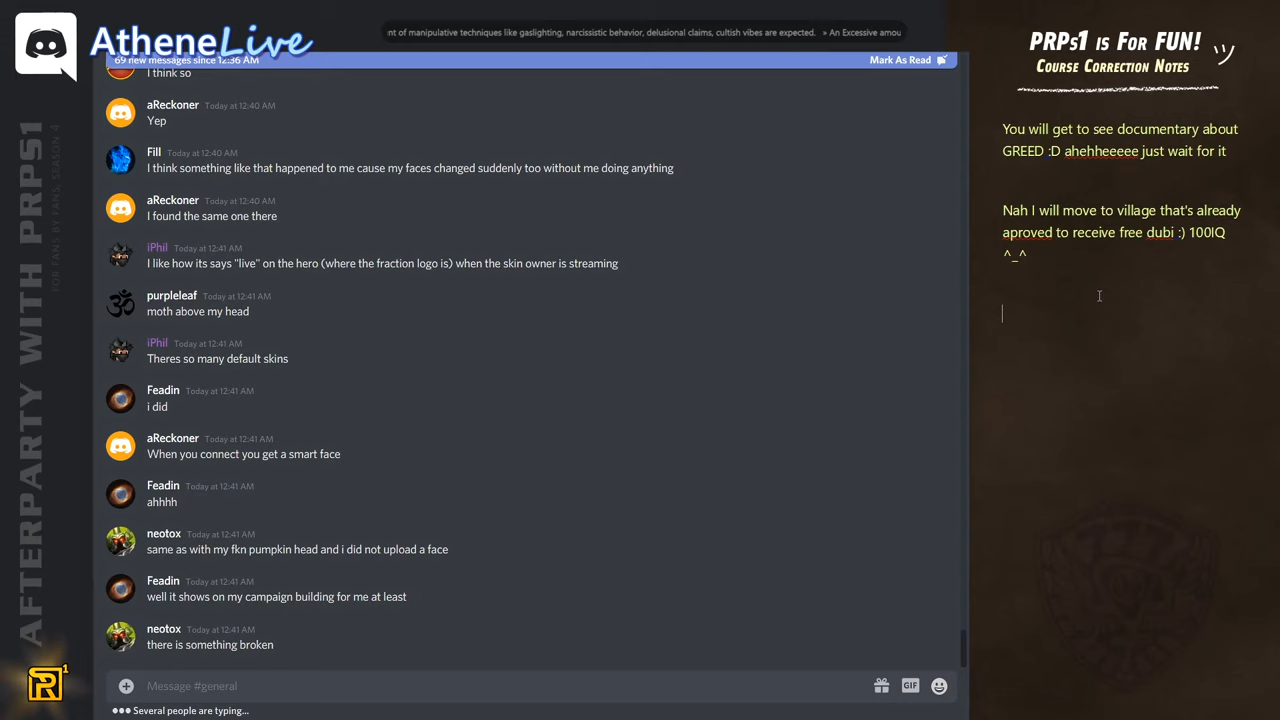 AtheneLive
nt of manipulative techniques like gaslighting, narcissistic behavior, delusional claims, cultish vibes are expected. » An Excessive amou
69 new messages since 12:36 AM
Mark As Read
I think so
aReckoner Today at 12:40 AM
Yep
Fill Today at 12:40 AM
I think something like that happened to me cause my faces changed suddenly too without me doing anything
aReckoner Today at 12:40 AM
I found the same one there
iPhil Today at 12:41 AM
I like how its says "live" on the hero (where the fraction logo is) when the skin owner is streaming
purpleleaf Today at 12:41 AM
moth above my head
iPhil Today at 12:41 AM
Theres so many default skins
Feadin Today at 12:41 AM
i did
aReckoner Today at 12:41 AM
When you connect you get a smart face
Feadin Today at 12:41 AM
ahhhh
neotox Today at 12:41 AM
same as with my fkn pumpkin head and i did not upload a face
Feadin Today at 12:41 AM
well it shows on my campaign building for me at least
neotox Today at 12:41 AM
there is something broken
Message #general
GIF
Several people are typing...
PRPs1 is For FUN!
Course Correction Notes
ツ
You will get to see documentary about
GREED :D ahehheeeee just wait for it
Nah I will move to village that's already
aproved to receive free dubi :) 100IQ
^_^
AFTERPARTY WITH PRPS1
FOR FANS BY FANS, SEASON 4
R1